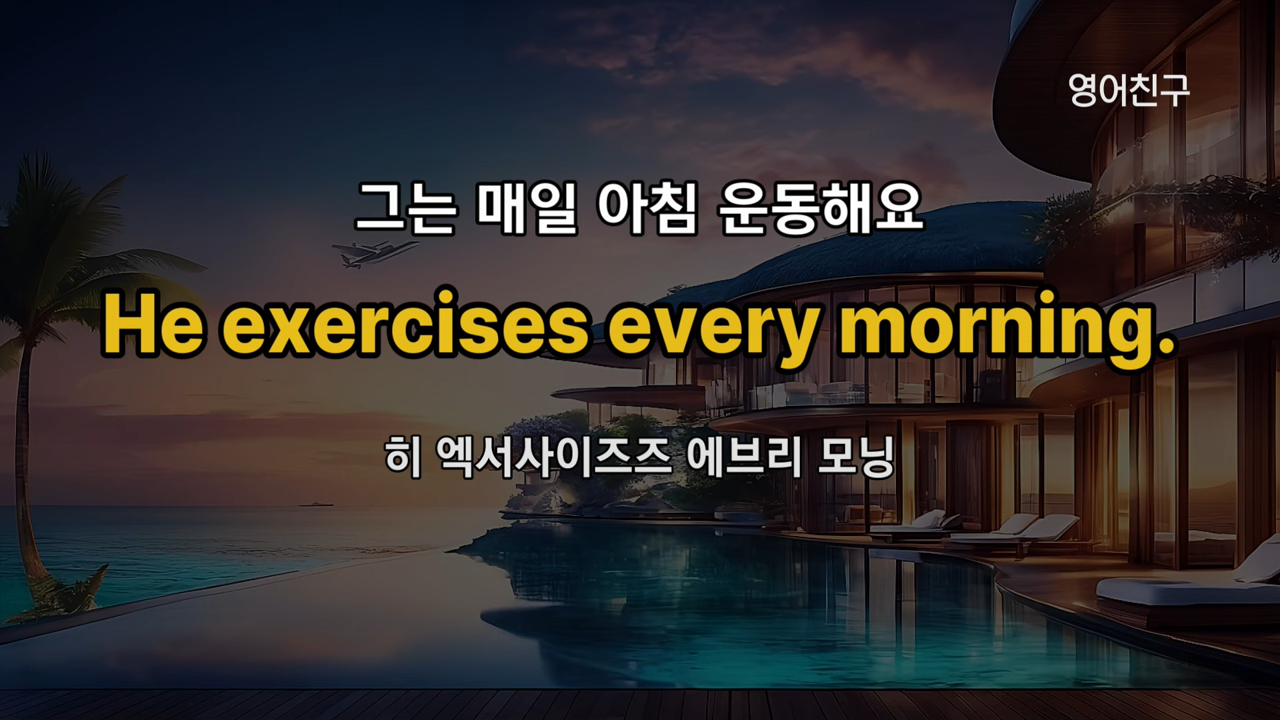 영어친구
그는 매일 아침 운동해요
He exercises every morning.
히 엑서사이즈즈 에브리 모닝